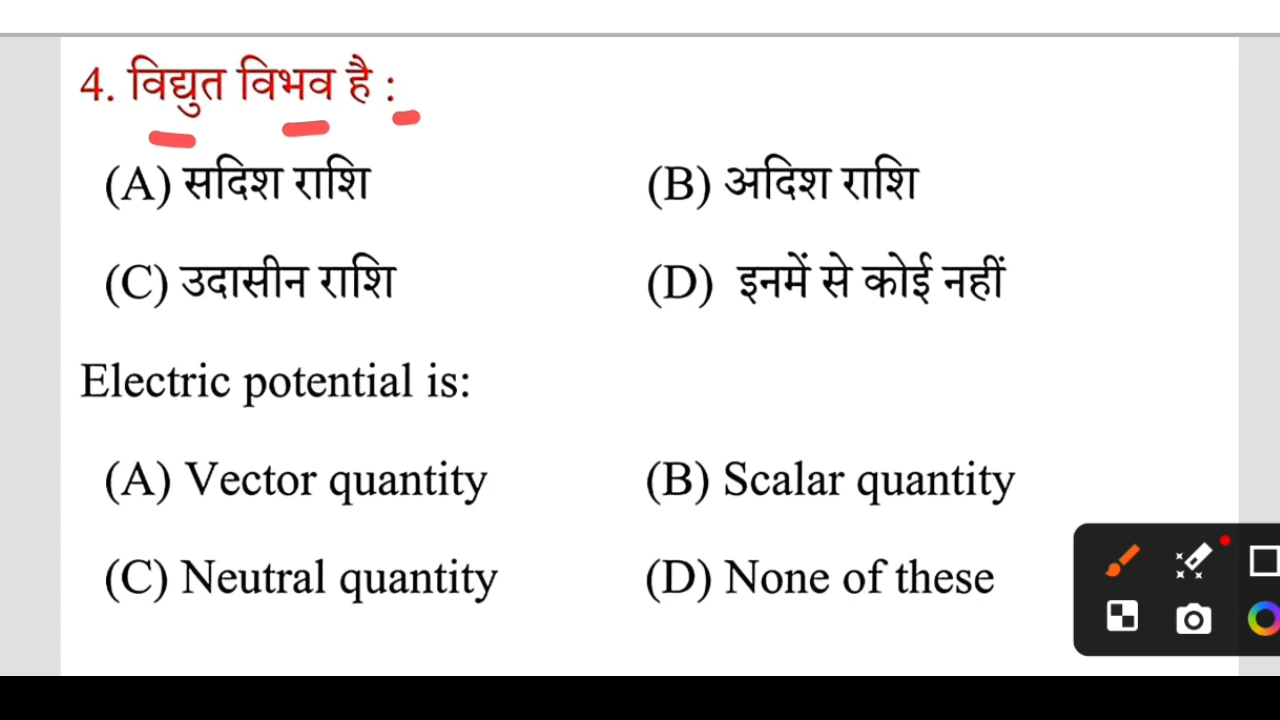 4. विद्युत विभव है :
(A) सदिश राशि (B) अदिश राशि
(C) उदासीन राशि (D) इनमें से कोई नहीं
Electric potential is:
(A) Vector quantity (B) Scalar quantity
(C) Neutral quantity (D) None of these